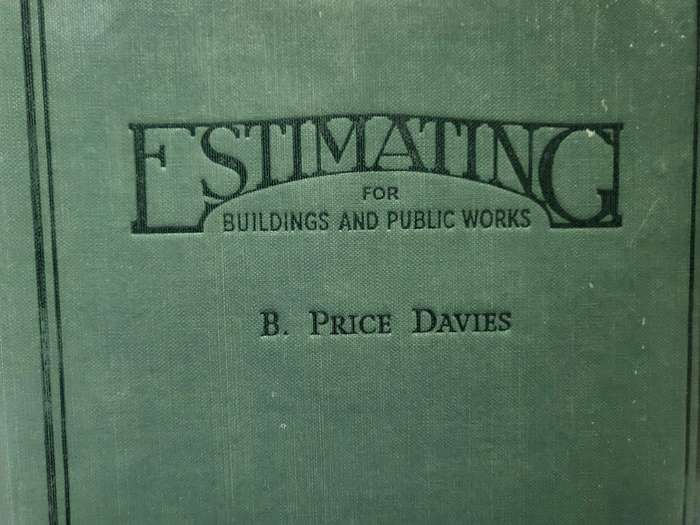 ESTIMATING
FOR
BUILDINGS AND PUBLIC WORKS
B. PRICE DAVIES